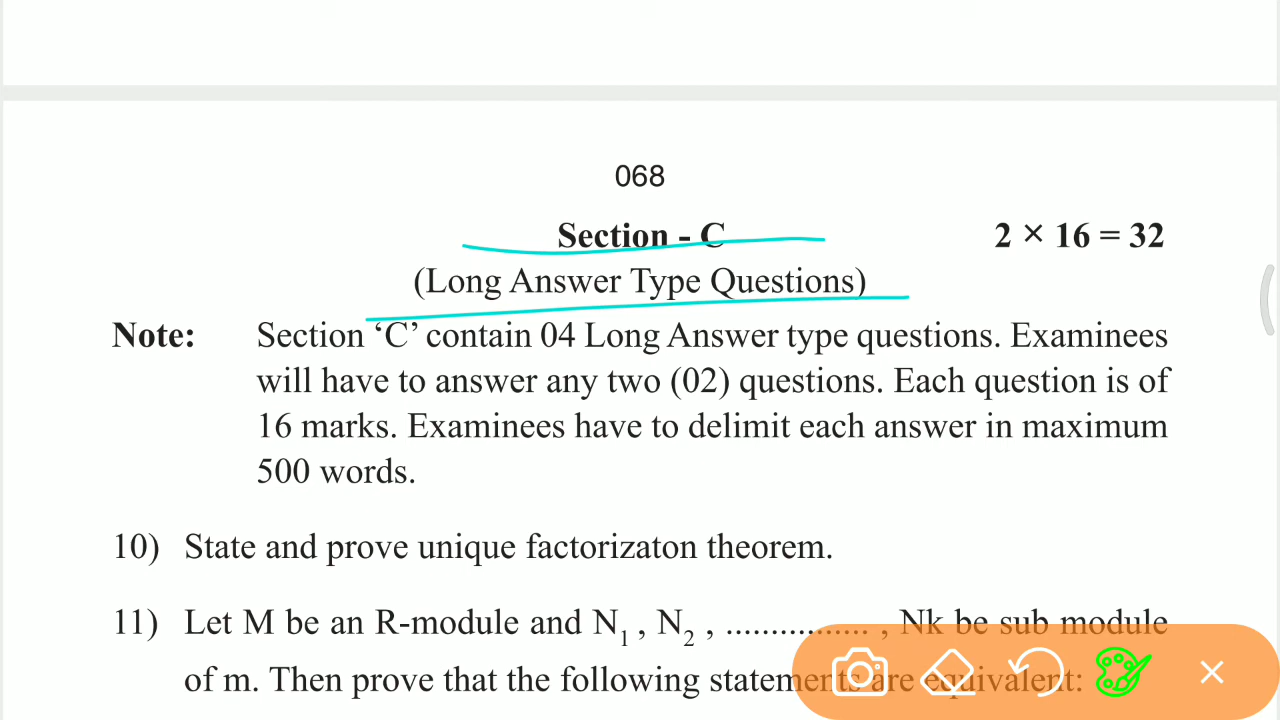 068
Section - C 2 × 16 = 32
(Long Answer Type Questions)
Note: Section ‘C’ contain 04 Long Answer type questions. Examinees
will have to answer any two (02) questions. Each question is of
16 marks. Examinees have to delimit each answer in maximum
500 words.
10) State and prove unique factorizaton theorem.
11) Let M be an R-module and N1 , N2 , ................ , Nk be sub module
of m. Then prove that the following statements are equivalent: